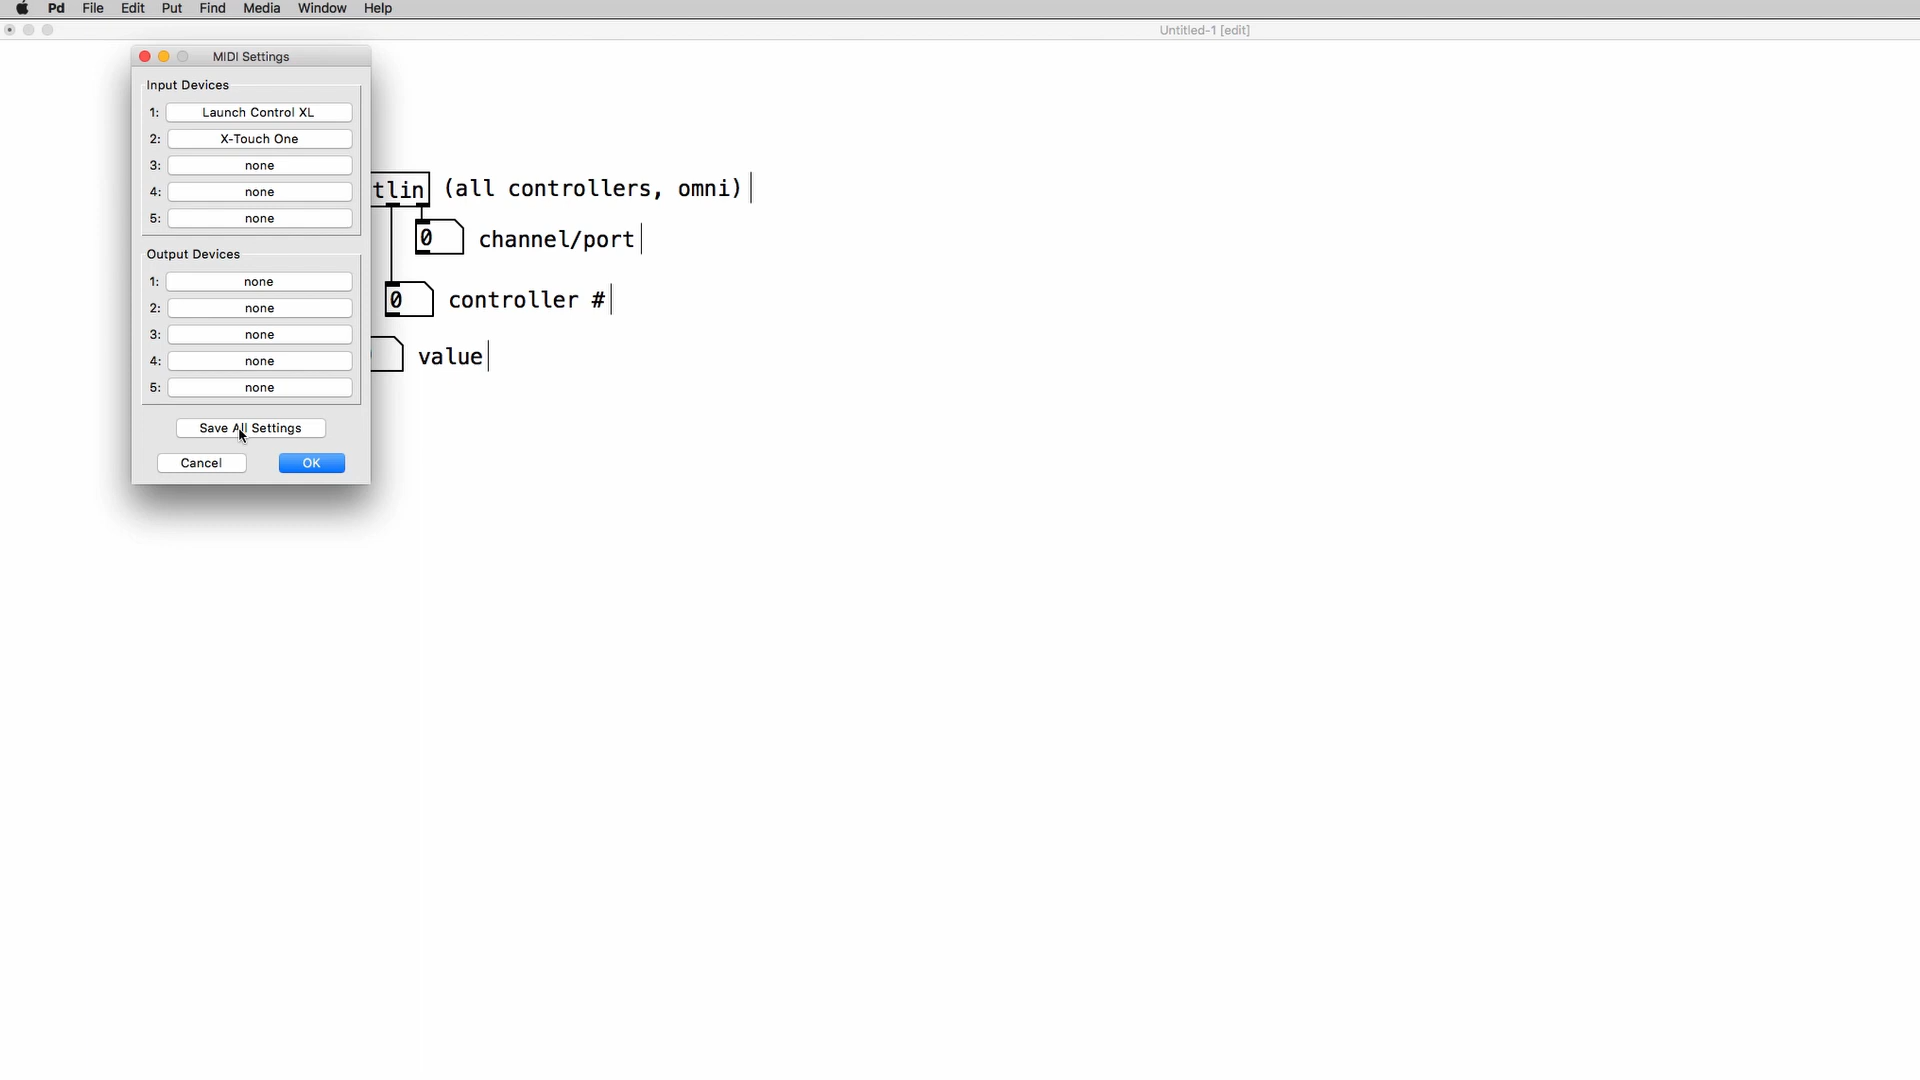 Pd File Edit Put Find Media Window Help
Untitled-1 [edit]
MIDI Settings
Input Devices
1: Launch Control XL
2: X-Touch One
3: none
4: none
5: none
Output Devices
1: none
2: none
3: none
4: none
5: none
Save All Settings
Cancel OK
tlin (all controllers, omni)
0 channel/port
0 controller #
value